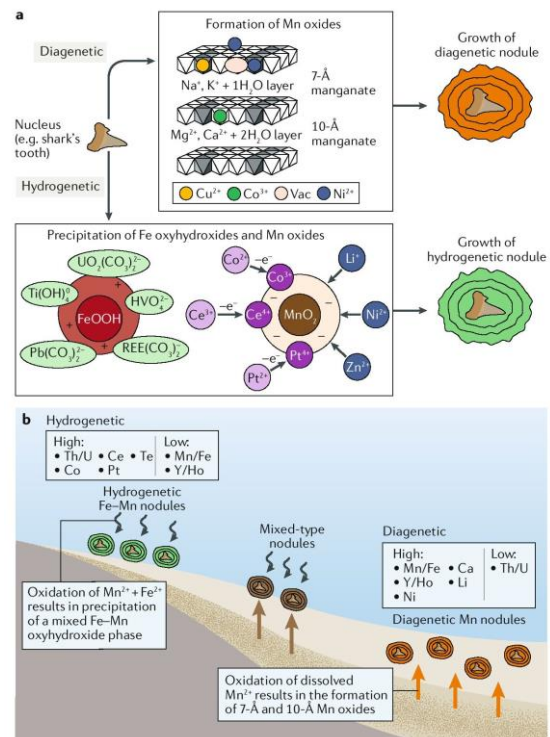 a
Formation of Mn oxides
Diagenetic
Na⁺, K⁺ + 1H₂O layer
7-Å
manganate
Mg²⁺, Ca²⁺ + 2H₂O layer
10-Å
manganate
Cu²⁺ Co³⁺ Vac Ni²⁺
Growth of
diagenetic nodule
Nucleus
(e.g. shark's
tooth)
Hydrogenetic
Precipitation of Fe oxyhydroxides and Mn oxides
UO₂(CO₃)₂²⁻
Ti(OH)₄⁰
HVO₄²⁻
FeOOH
Pb(CO₃)₂²⁻
REE(CO₃)₂⁻
+
+
+
+
Co²⁺
–e⁻
Co³⁺
Li⁺
Ce³⁺
–e⁻
Ce⁴⁺
MnO₂
Ni²⁺
Pt²⁺
–e⁻
Pt⁴⁺
Zn²⁺
–
–
–
–
–
–
Growth of
hydrogenetic nodule
b
Hydrogenetic
High: Low:
• Th/U • Ce • Te • Mn/Fe
• Co • Pt • Y/Ho
Hydrogenetic
Fe–Mn
nodules
Oxidation of Mn²⁺ + Fe²⁺
results in precipitation
of a mixed Fe–Mn
oxyhydroxide phase
Mixed-type
nodules
Diagenetic
High: Low:
• Mn/Fe • Ca • Th/U
• Y/Ho • Li
• Ni
Diagenetic Mn nodules
Oxidation of dissolved
Mn²⁺ results in the formation
of 7-Å and 10-Å Mn oxides